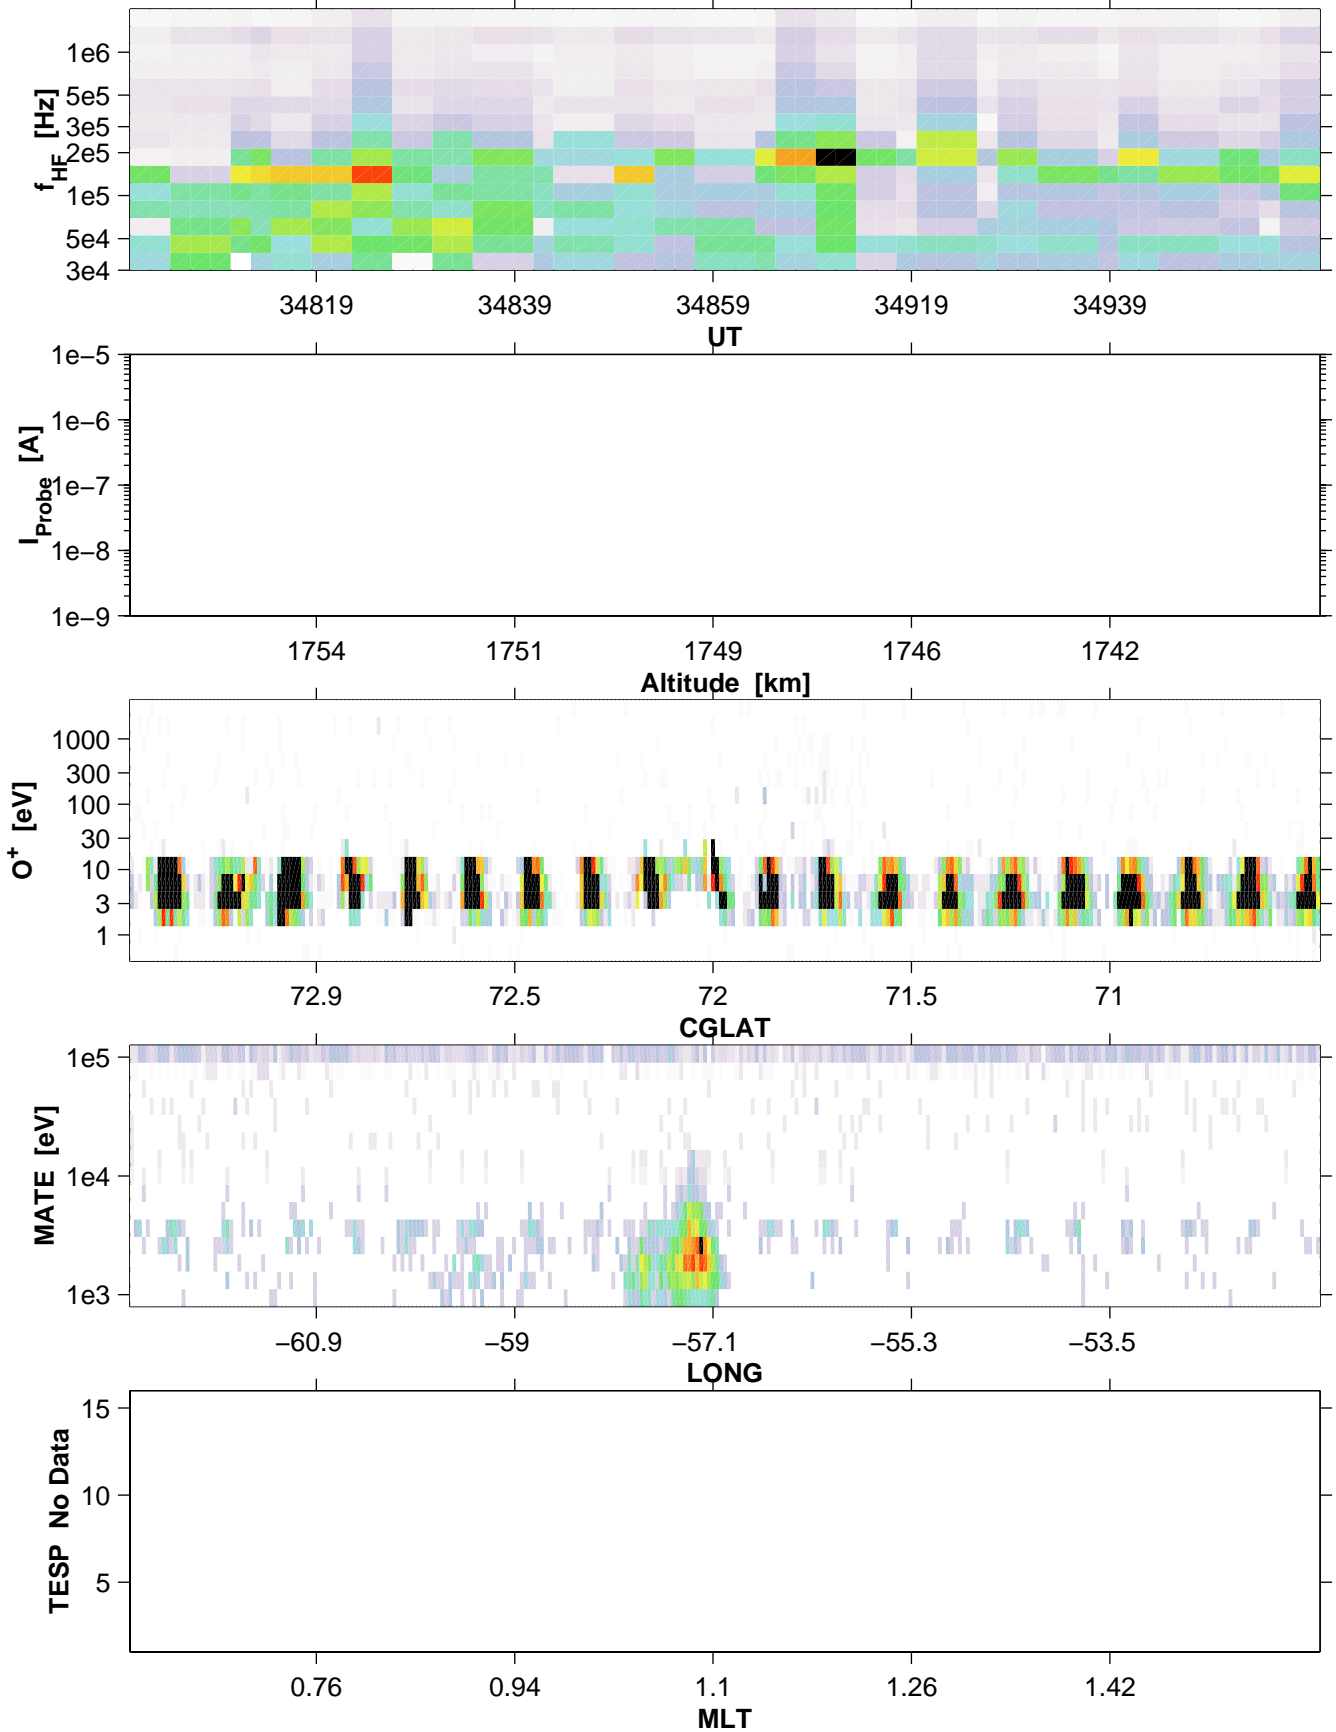 1e6
5e5
3e5
2e5
1e5
5e4
3e4
f_HF [Hz]
34819 34839 34859 34919 34939
UT
1e−5
1e−6
1e−7
1e−8
1e−9
I_Probe [A]
1754 1751 1749 1746 1742
Altitude [km]
1000
300
100
30
10
3
1
O⁺ [eV]
72.9 72.5 72 71.5 71
CGLAT
1e5
1e4
1e3
MATE [eV]
−60.9 −59 −57.1 −55.3 −53.5
LONG
15
10
5
TESP No Data
0.76 0.94 1.1 1.26 1.42
MLT